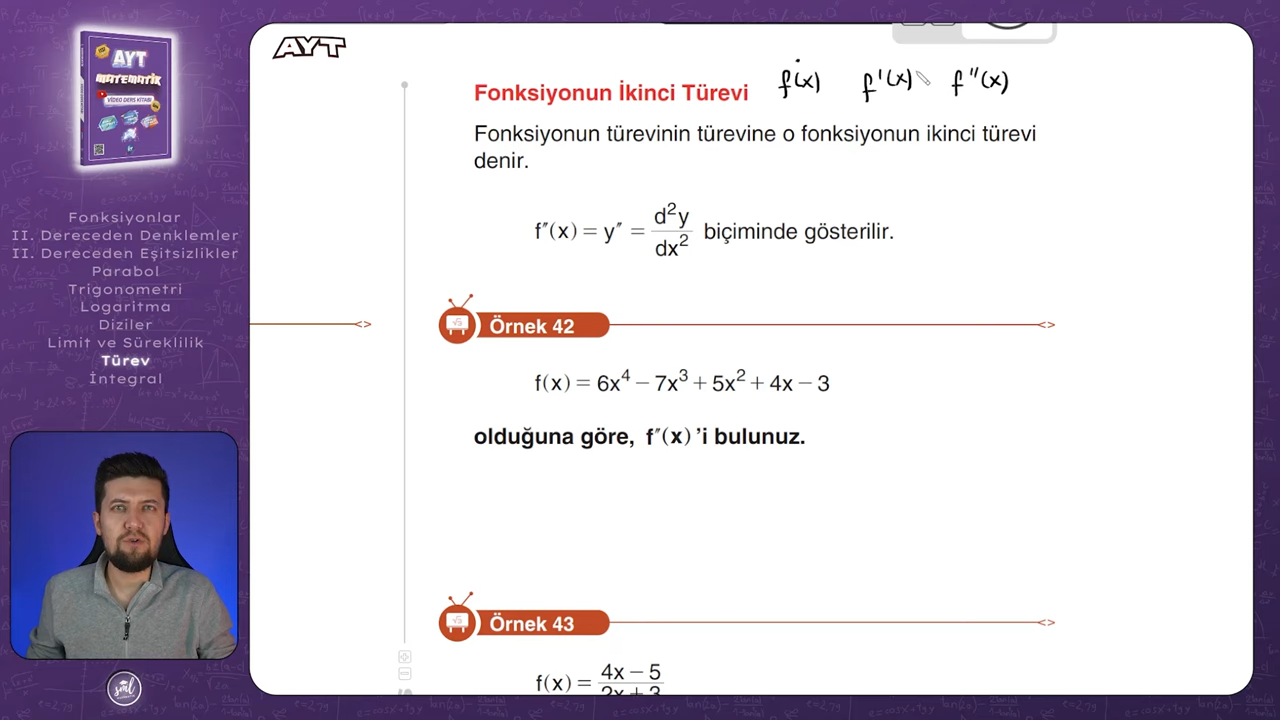 AYT
MATEMATİK
VİDEO DERS KİTABI
Fonksiyonlar
II. Dereceden Denklemler
II. Dereceden Eşitsizlikler
Parabol
Trigonometri
Logaritma
Diziler
Limit ve Süreklilik
Türev
İntegral
sml
AYT
Fonksiyonun İkinci Türevi f(x) f'(x) f''(x)
Fonksiyonun türevinin türevine o fonksiyonun ikinci türevi
denir.
f″(x) = y″ = d²y/dx² biçiminde gösterilir.
Örnek 42
f(x) = 6x⁴ − 7x³ + 5x² + 4x − 3
olduğuna göre, f″(x) 'i bulunuz.
Örnek 43
f(x) = (4x − 5)/(2x + 3)